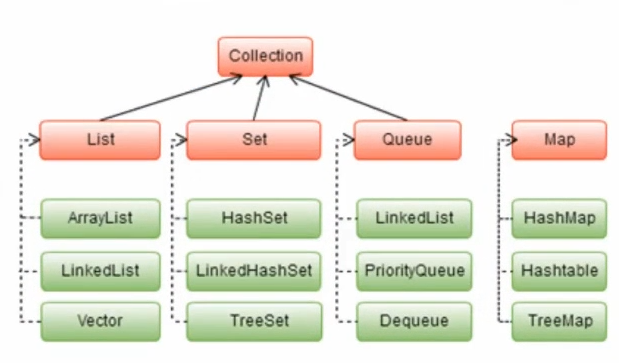 Collection
List
Set
Queue
Map
ArrayList
HashSet
LinkedList
HashMap
LinkedList
LinkedHashSet
PriorityQueue
Hashtable
Vector
TreeSet
Dequeue
TreeMap